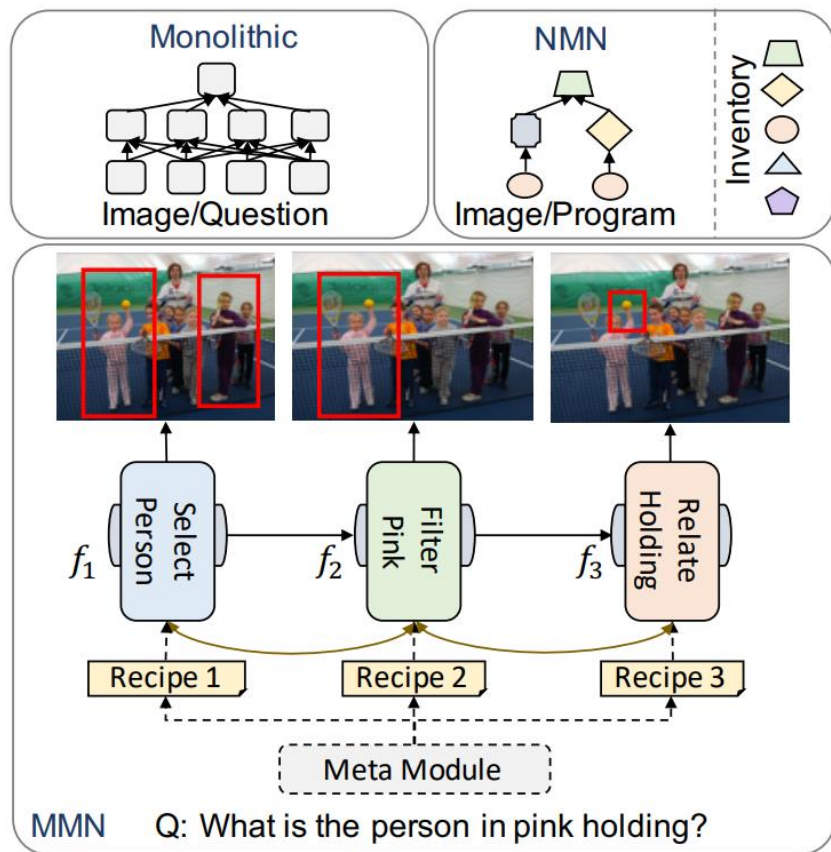 Monolithic
Image/Question
NMN
Image/Program
Inventory
Select
Person
f₁
Filter
Pink
f₂
Relate
Holding
f₃
Recipe 1
Recipe 2
Recipe 3
Meta Module
MMN
Q: What is the person in pink holding?